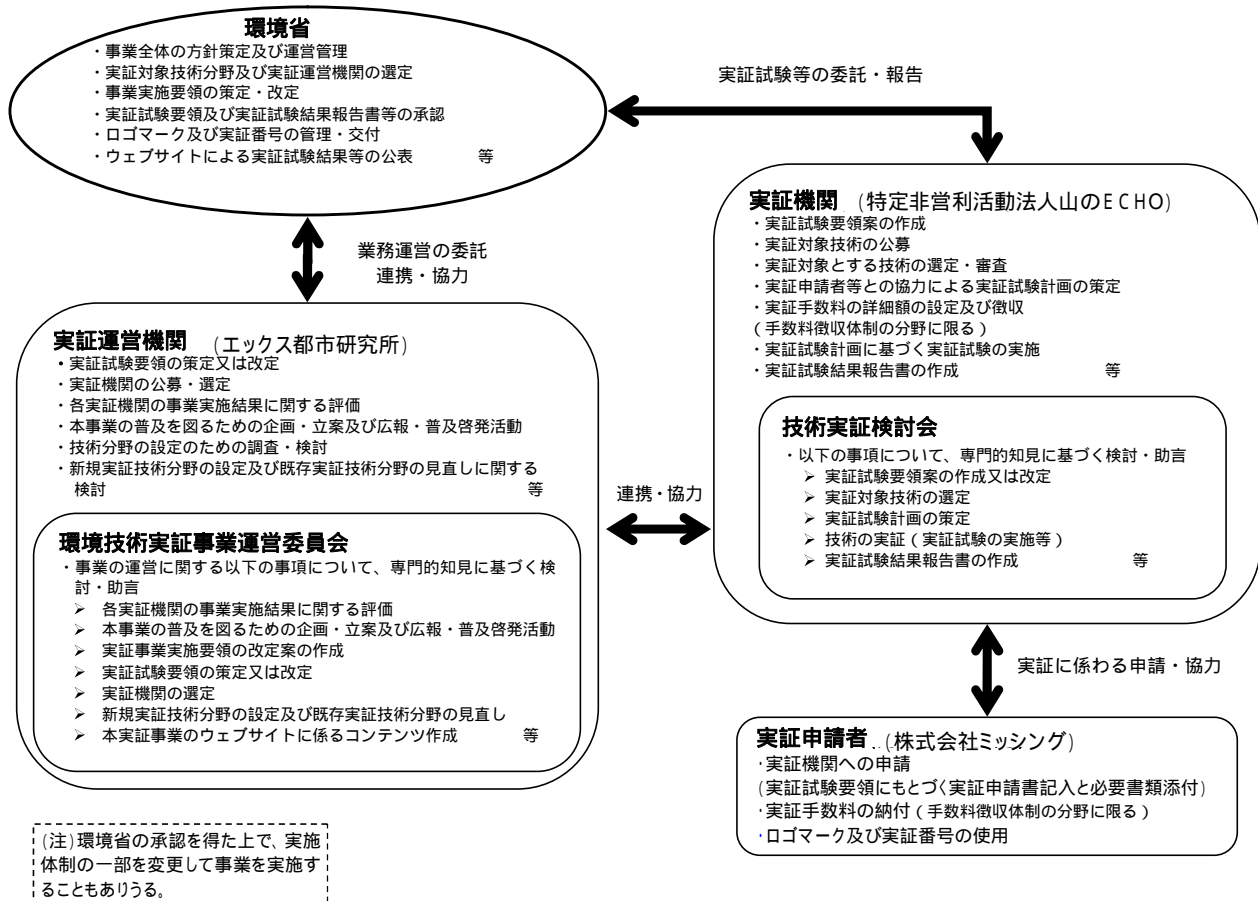 環境省
・事業全体の方針策定及び運営管理
・実証対象技術分野及び実証運営機関の選定
・事業実施要領の策定・改定
・実証試験要領及び実証試験結果報告書等の承認
・ロゴマーク及び実証番号の管理・交付
・ウェブサイトによる実証試験結果等の公表 等
実証試験等の委託・報告
業務運営の委託
連携・協力
実証運営機関 (エックス都市研究所)
・実証試験要領の策定又は改定
・実証機関の公募・選定
・各実証機関の事業実施結果に関する評価
・本事業の普及を図るための企画・立案及び広報・普及啓発活動
・技術分野の設定のための調査・検討
・新規実証技術分野の設定及び既存実証技術分野の見直しに関する
検討 等
環境技術実証事業運営委員会
・事業の運営に関する以下の事項について、専門的知見に基づく検
討・助言
➢ 各実証機関の事業実施結果に関する評価
➢ 本事業の普及を図るための企画・立案及び広報・普及啓発活動
➢ 実証事業実施要領の改定案の作成
➢ 実証試験要領の策定又は改定
➢ 実証機関の選定
➢ 新規実証技術分野の設定及び既存実証技術分野の見直し
➢ 本実証事業のウェブサイトに係るコンテンツ作成 等
連携・協力
実証機関 (特定非営利活動法人山のECHO)
・実証試験要領案の作成
・実証対象技術の公募
・実証対象とする技術の選定・審査
・実証申請者等との協力による実証試験計画の策定
・実証手数料の詳細額の設定及び徴収
(手数料徴収体制の分野に限る)
・実証試験計画に基づく実証試験の実施
・実証試験結果報告書の作成 等
技術実証検討会
・以下の事項について、専門的知見に基づく検討・助言
➢ 実証試験要領案の作成又は改定
➢ 実証対象技術の選定
➢ 実証試験計画の策定
➢ 技術の実証(実証試験の実施等)
➢ 実証試験結果報告書の作成 等
実証に係わる申請・協力
実証申請者 (株式会社ミッシング)
・実証機関への申請
(実証試験要領にもとづく実証申請書記入と必要書類添付)
・実証手数料の納付(手数料徴収体制の分野に限る)
・ロゴマーク及び実証番号の使用
(注)環境省の承認を得た上で、実施
体制の一部を変更して事業を実施す
ることもありうる。